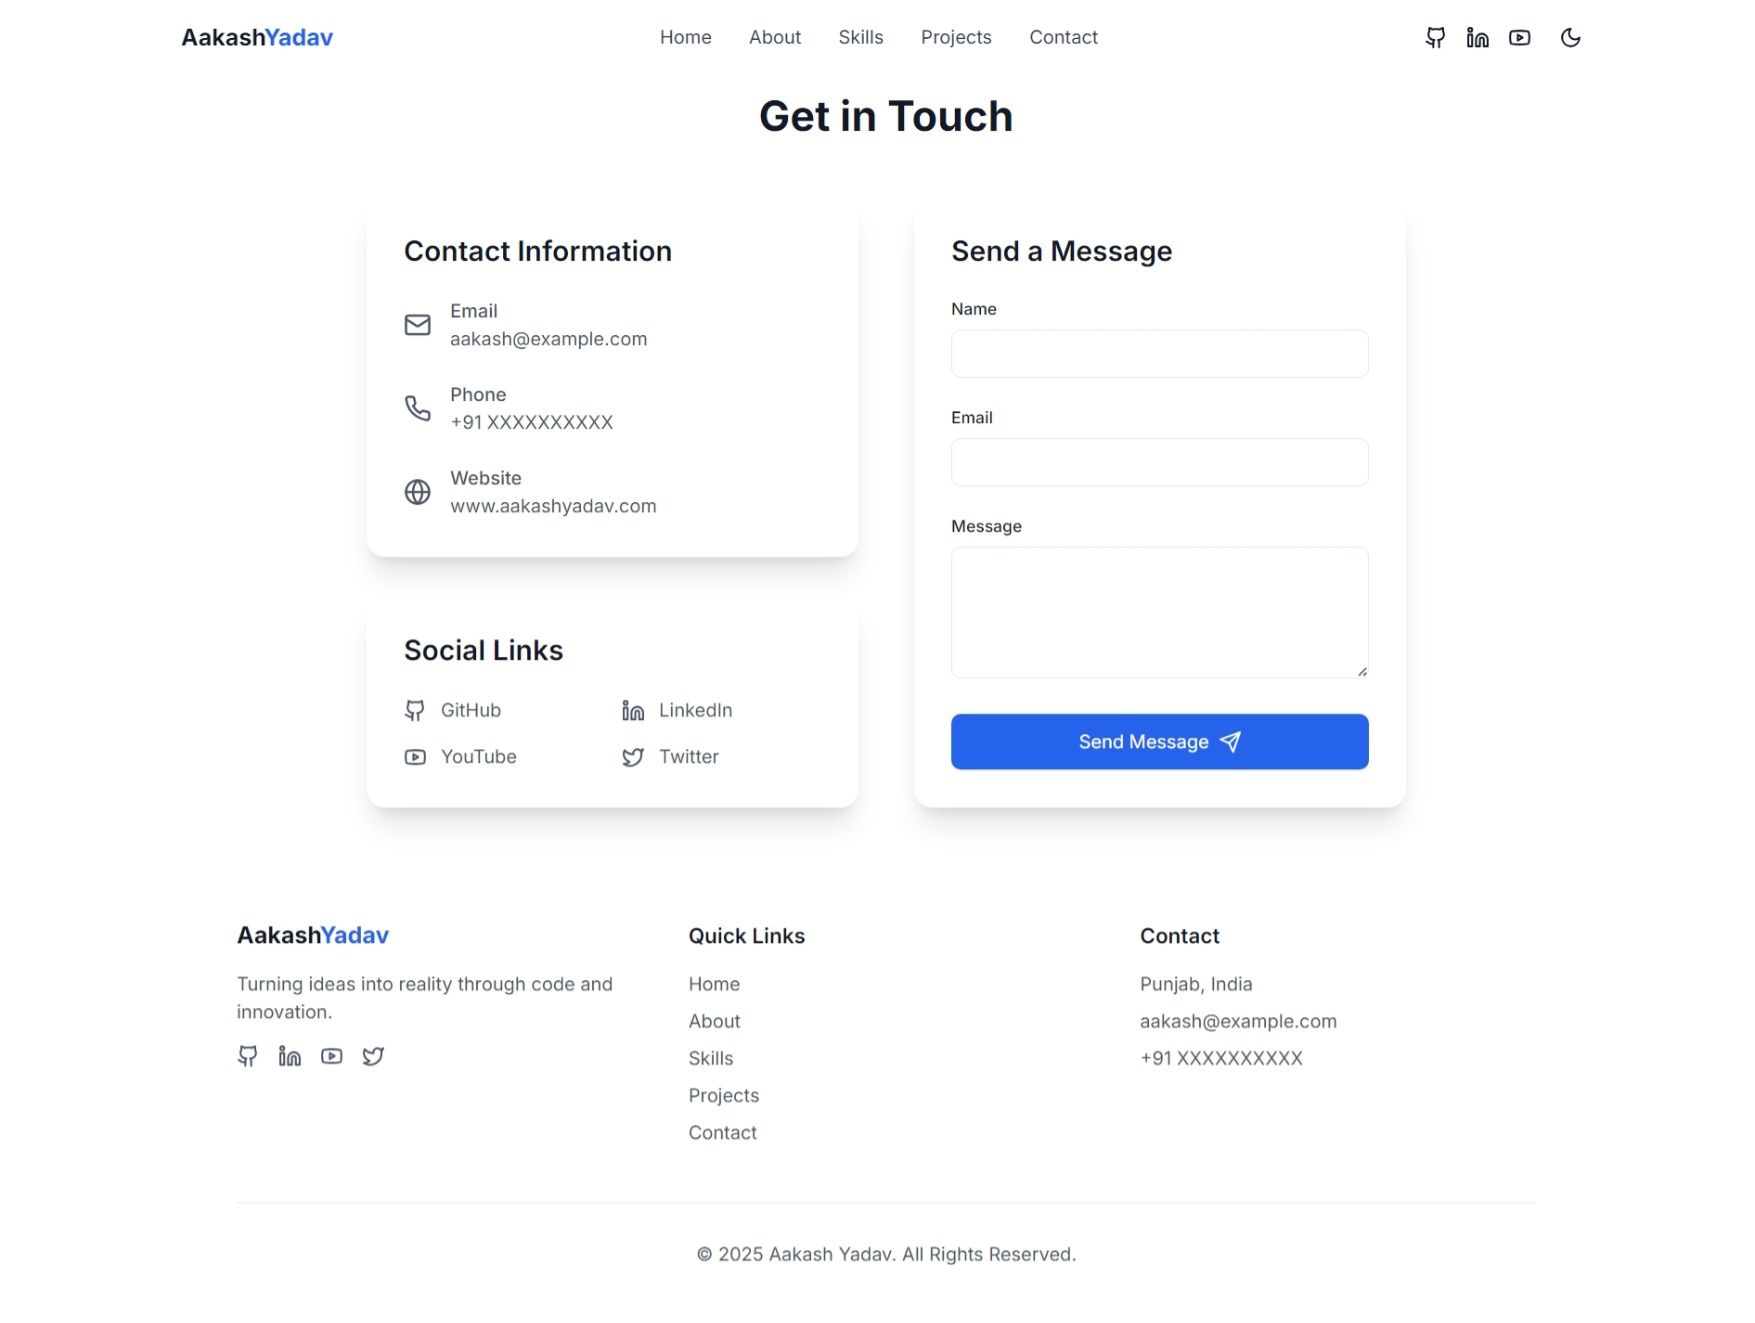 AakashYadav
Home About Skills Projects Contact
Get in Touch
Contact Information
Email
aakash@example.com
Phone
+91 XXXXXXXXXX
Website
www.aakashyadav.com
Social Links
GitHub LinkedIn
YouTube Twitter
Send a Message
Name
Email
Message
Send Message
AakashYadav
Turning ideas into reality through code and
innovation.
Quick Links
Home
About
Skills
Projects
Contact
Contact
Punjab, India
aakash@example.com
+91 XXXXXXXXXX
© 2025 Aakash Yadav. All Rights Reserved.